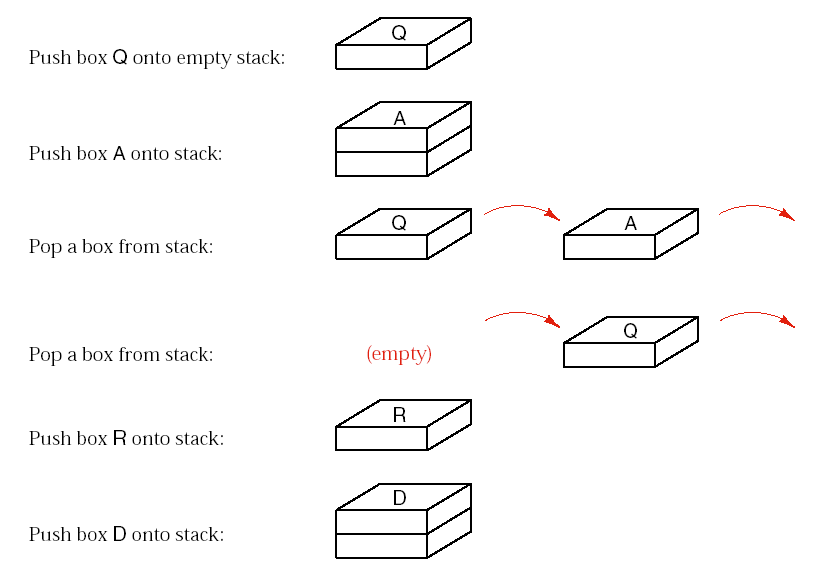 Q
Push box Q onto empty stack:
A
Push box A onto stack:
Q A
Pop a box from stack:
Q
Pop a box from stack: (empty)
R
Push box R onto stack:
D
Push box D onto stack: